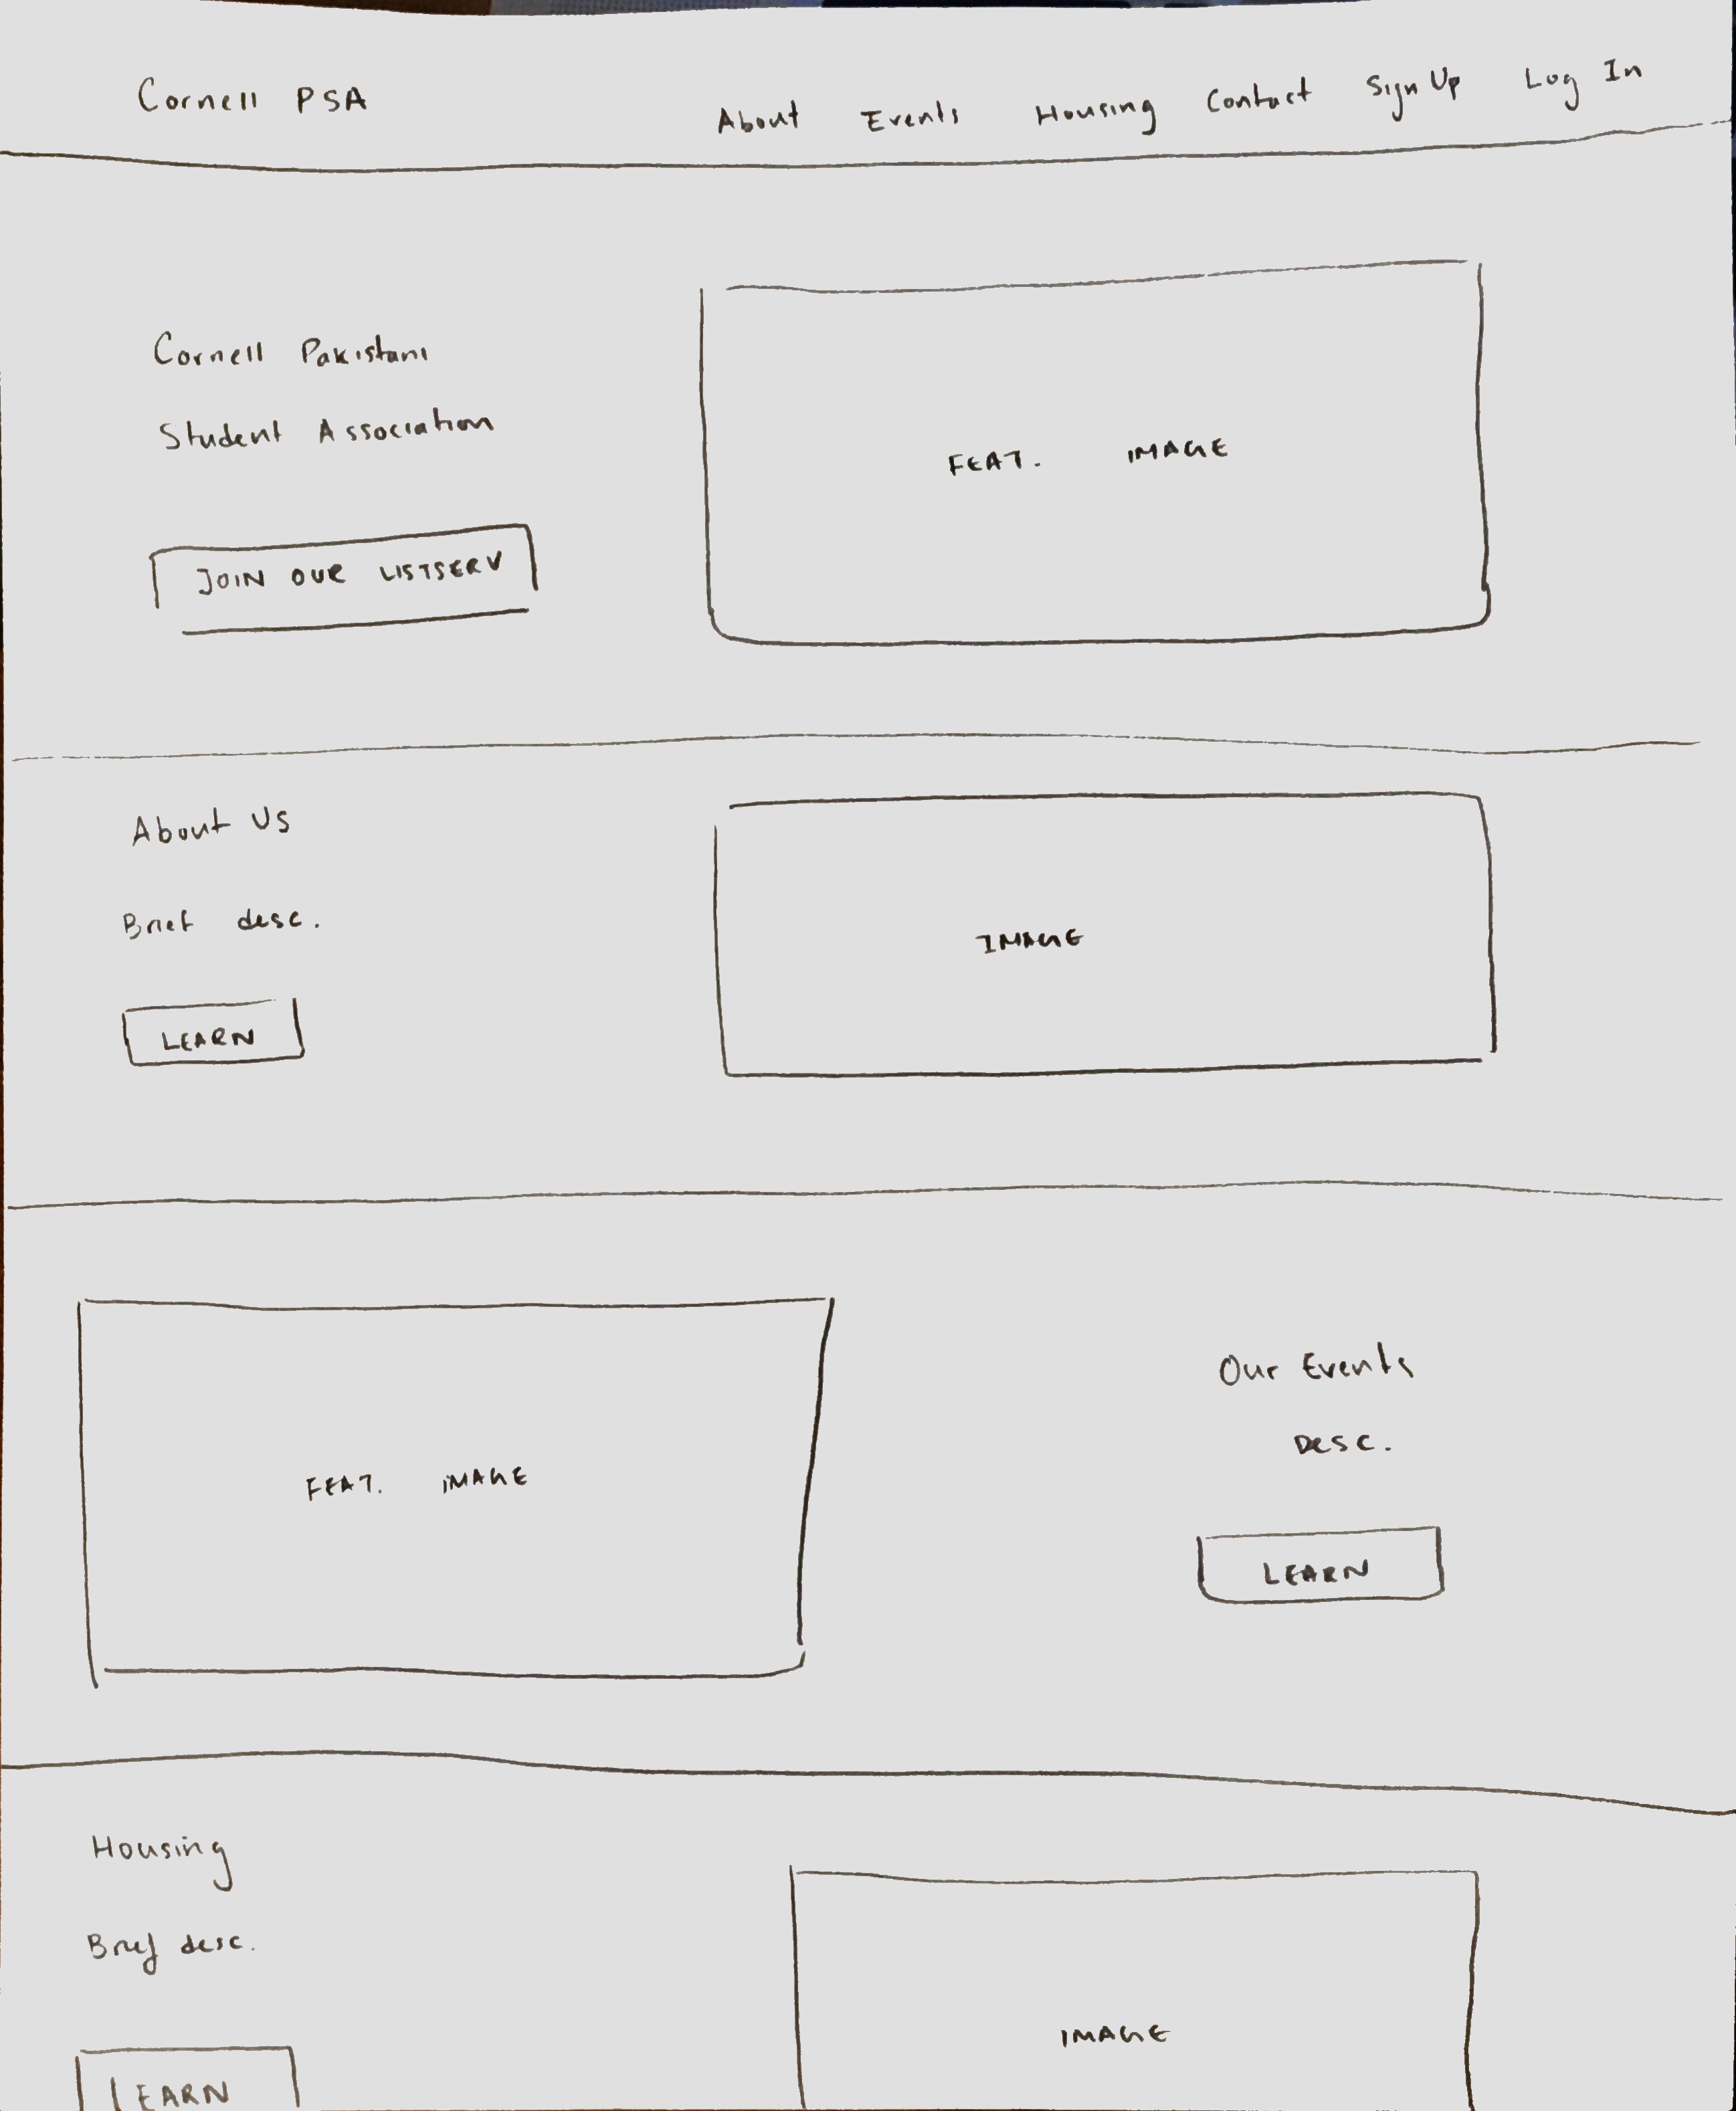 Cornell PSA About Events Housing Contact Sign Up Log In
Cornell Pakistani
Student Association
JOIN OUR LISTSERV
FEAT. IMAGE
About Us
Brief desc.
LEARN
IMAGE
FEAT. IMAGE
Our Events
Desc.
LEARN
Housing
Brief desc.
LEARN
IMAGE